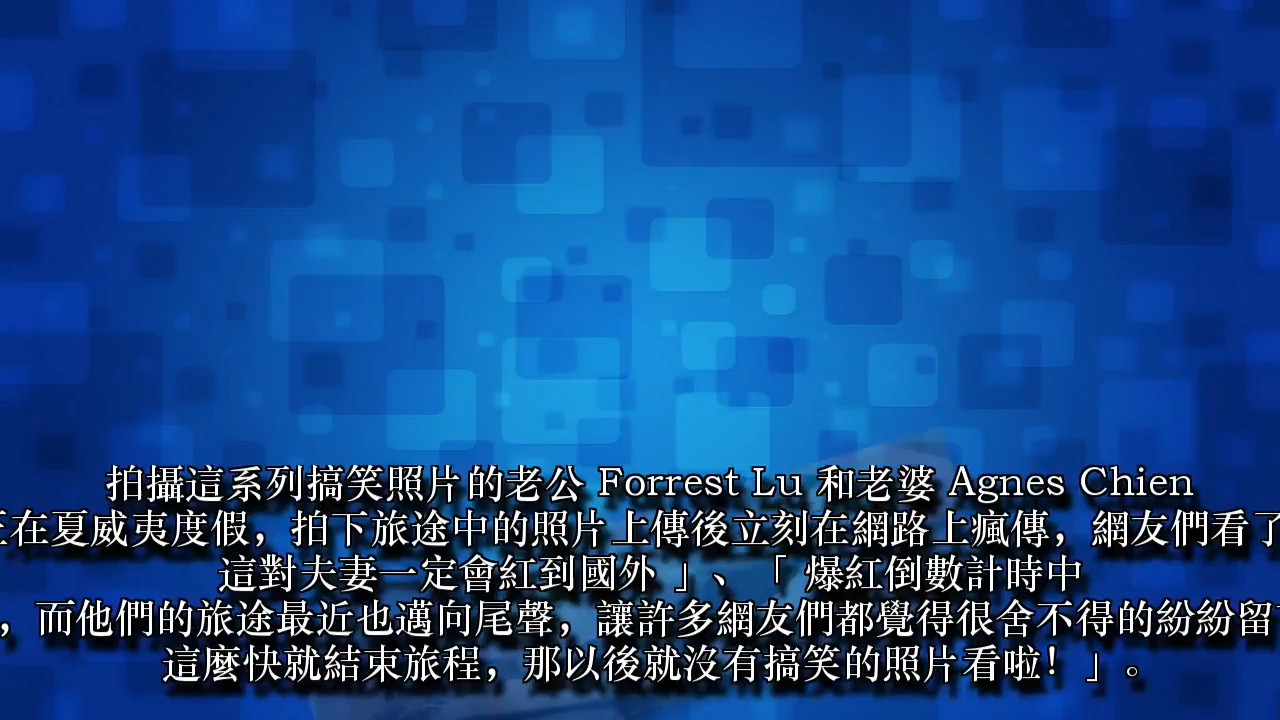 拍攝這系列搞笑照片的老公 Forrest Lu 和老婆 Agnes Chien
正在夏威夷度假，拍下旅途中的照片上傳後立刻在網路上瘋傳，網友們看了
這對夫妻一定會紅到國外 」、「 爆紅倒數計時中
，而他們的旅途最近也邁向尾聲，讓許多網友們都覺得很舍不得的紛紛留
這麼快就結束旅程，那以後就沒有搞笑的照片看啦！」。